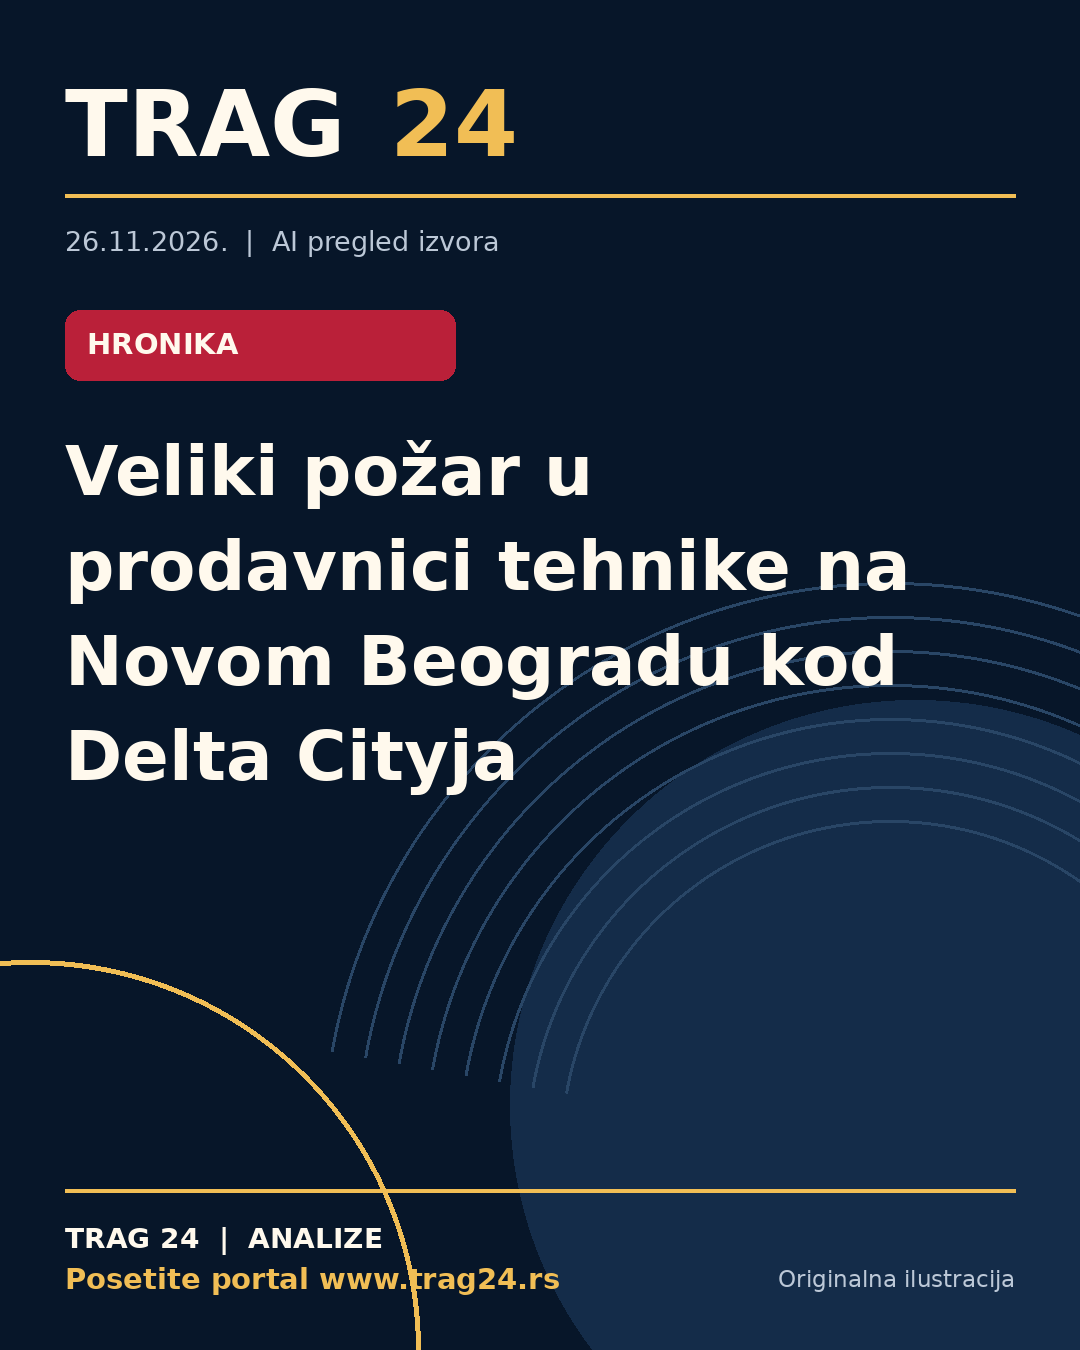 TRAG 24
26.11.2026. | AI pregled izvora
HRONIKA
Veliki požar u
prodavnici tehnike na
Novom Beogradu kod
Delta Cityja
TRAG 24 | ANALIZE
Posetite portal www.trag24.rs
Originalna ilustracija